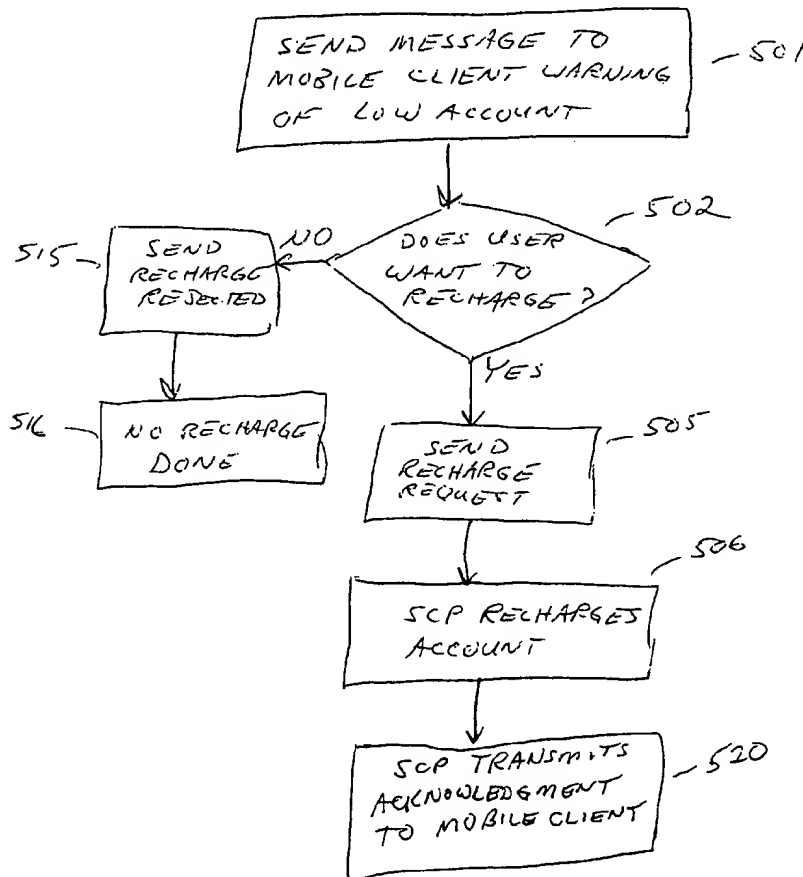 SEND MESSAGE TO
MOBILE CLIENT WARNING
OF LOW ACCOUNT
501
502
DOES USER
WANT TO
RECHARGE?
NO
515
SEND
RECHARGE
REJECTED
516
NO RECHARGE
DONE
YES
505
SEND
RECHARGE
REQUEST
506
SCP RECHARGES
ACCOUNT
520
SCP TRANSMITS
ACKNOWLEDGMENT
TO MOBILE CLIENT